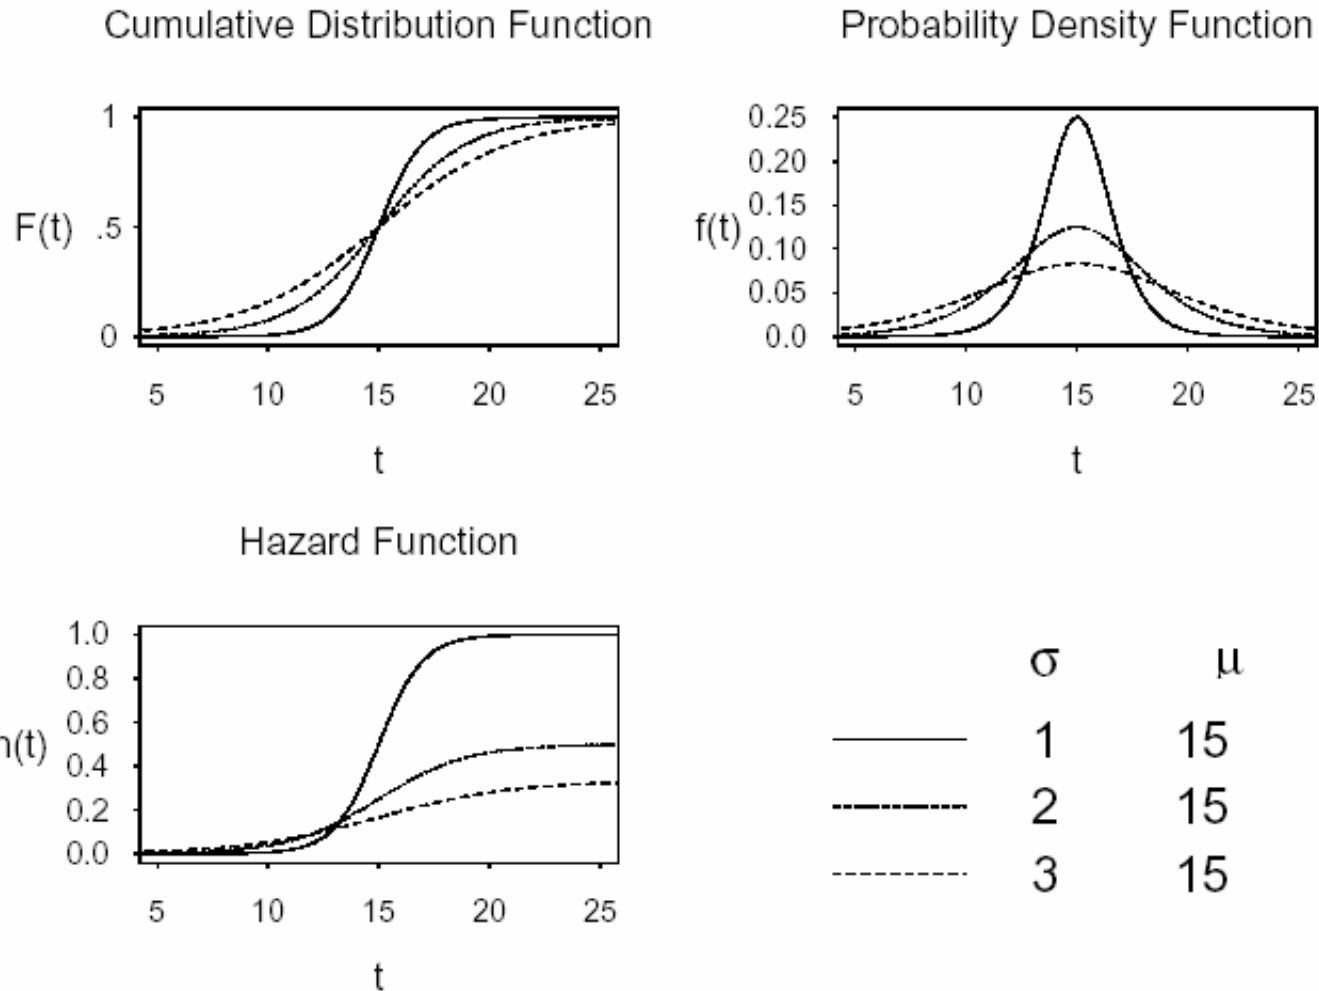 Cumulative Distribution Function
1
F(t) .5
0
5 10 15 20 25
t
Probability Density Function
0.25
0.20
0.15
f(t)
0.10
0.05
0.0
5 10 15 20 25
t
Hazard Function
1.0
0.8
0.6
h(t)
0.4
0.2
0.0
5 10 15 20 25
t
σ μ
1 15
2 15
3 15